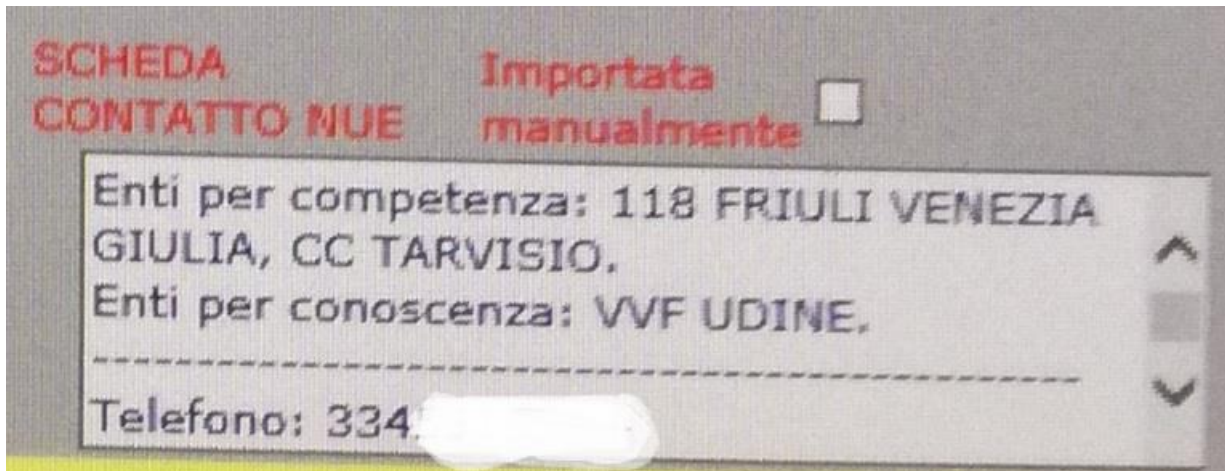 SCHEDA
CONTATTO NUE
Importata
manualmente
Enti per competenza: 118 FRIULI VENEZIA
GIULIA, CC TARVISIO.
Enti per conoscenza: VVF UDINE.
--------------------------------------------------
Telefono: 334